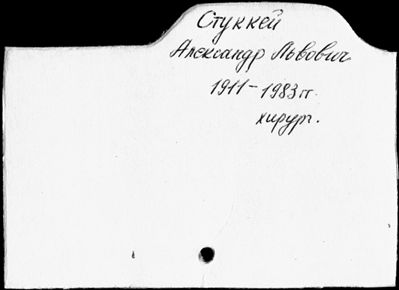 Стуккей
Александр Львович
1911-1983 гг.
хирург.